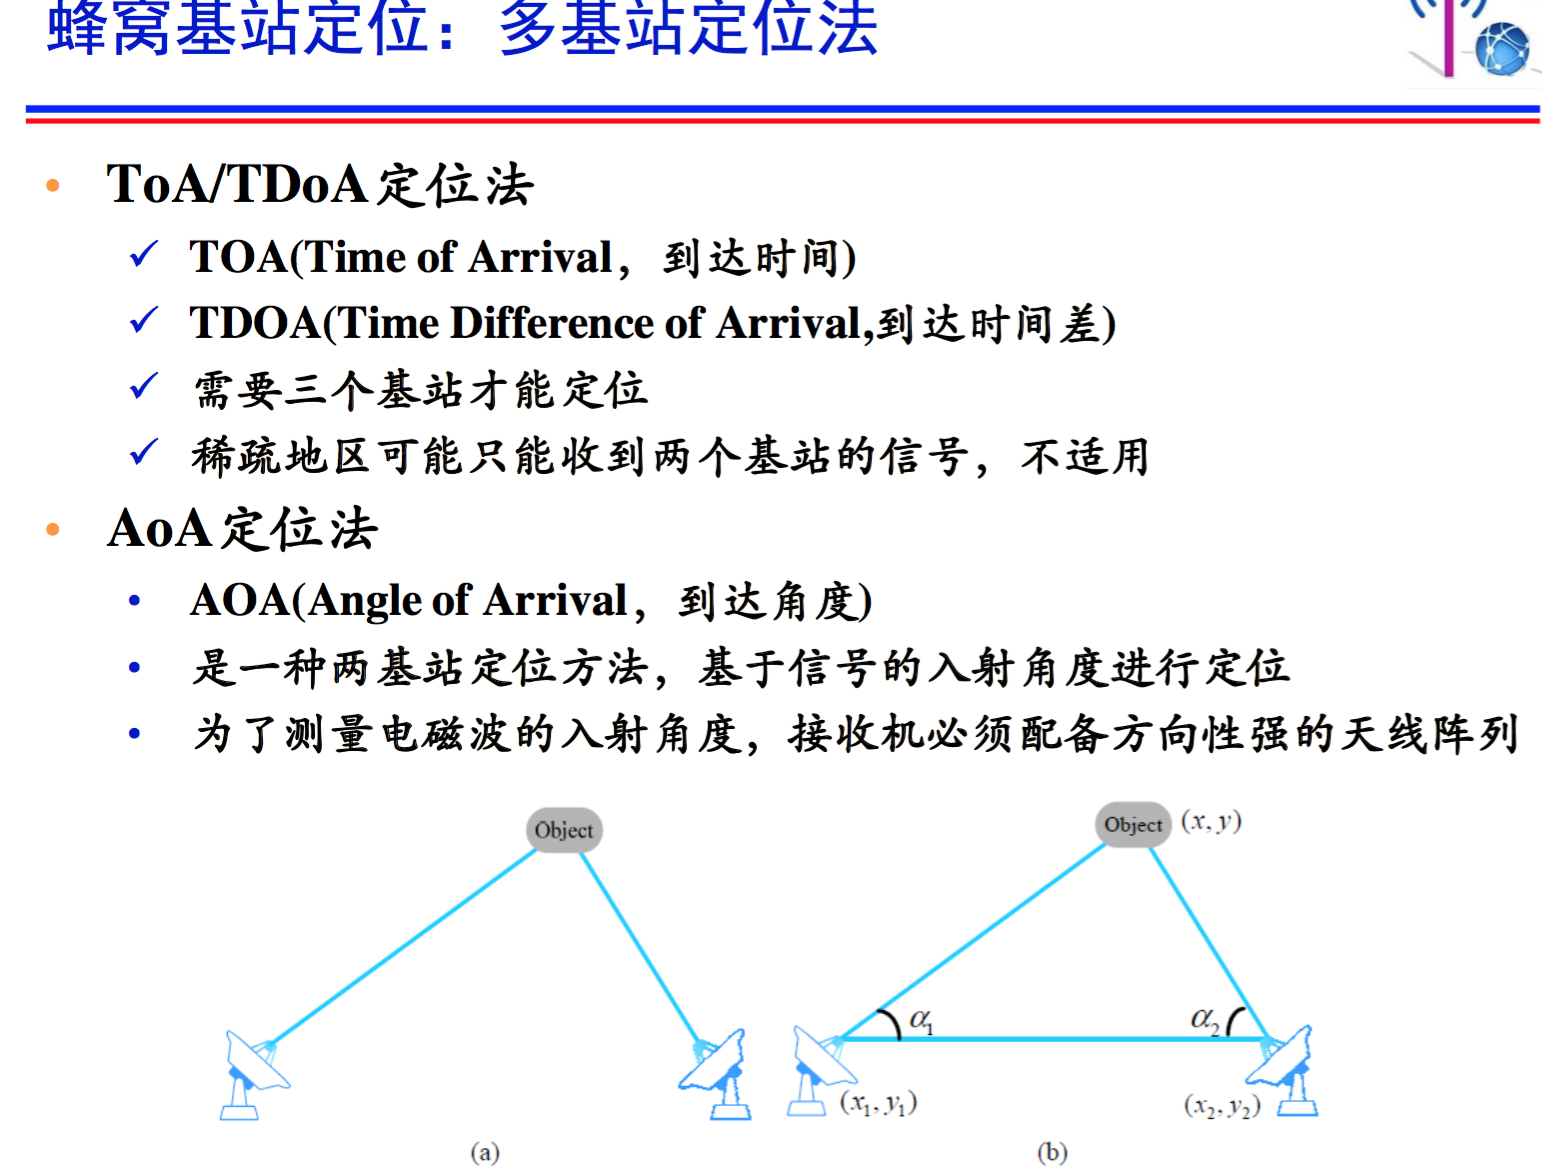 蜂窝基站定位：多基站定位法
• ToA/TDoA定位法
✓ TOA(Time of Arrival，到达时间)
✓ TDOA(Time Difference of Arrival,到达时间差)
✓ 需要三个基站才能定位
✓ 稀疏地区可能只能收到两个基站的信号，不适用
• AoA定位法
• AOA(Angle of Arrival，到达角度)
• 是一种两基站定位方法，基于信号的入射角度进行定位
• 为了测量电磁波的入射角度，接收机必须配备方向性强的天线阵列
Object
Object (x, y)
α₁ α₂
(x₁, y₁) (x₂, y₂)
(a) (b)